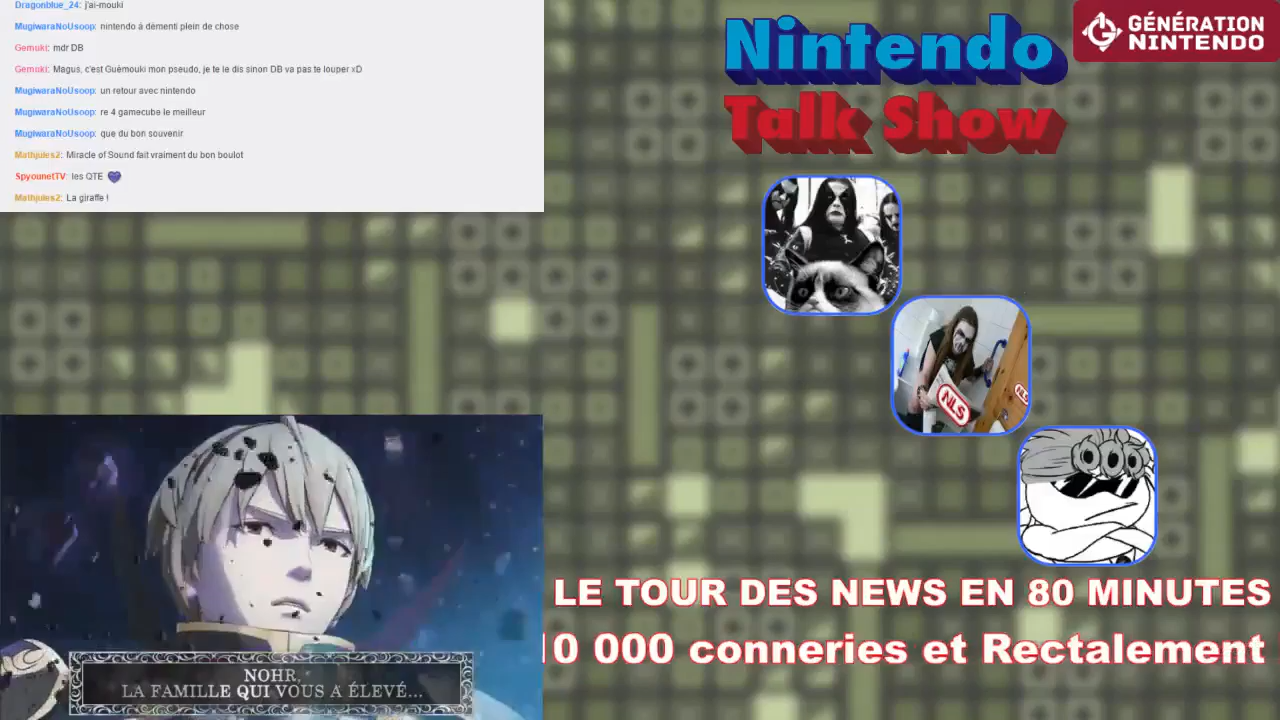 Dragonblue_24: j'ai-mouki
MugiwaraNoUsoop: nintendo à démenti plein de chose
Gemuki: mdr DB
Gemuki: Magus, c'est Guémouki mon pseudo, je te le dis sinon DB va pas te louper xD
MugiwaraNoUsoop: un retour avec nintendo
MugiwaraNoUsoop: re 4 gamecube le meilleur
MugiwaraNoUsoop: que du bon souvenir
Mathjules2: Miracle of Sound fait vraiment du bon boulot
SpyounetTV: les QTE
Mathjules2: La giraffe !
Nintendo
Talk Show
GÉNÉRATION
NINTENDO
NLS
NLS
LE TOUR DES NEWS EN 80 MINUTES
10 000 conneries et Rectalement
NOHR,
LA FAMILLE QUI VOUS A ÉLEVÉ...